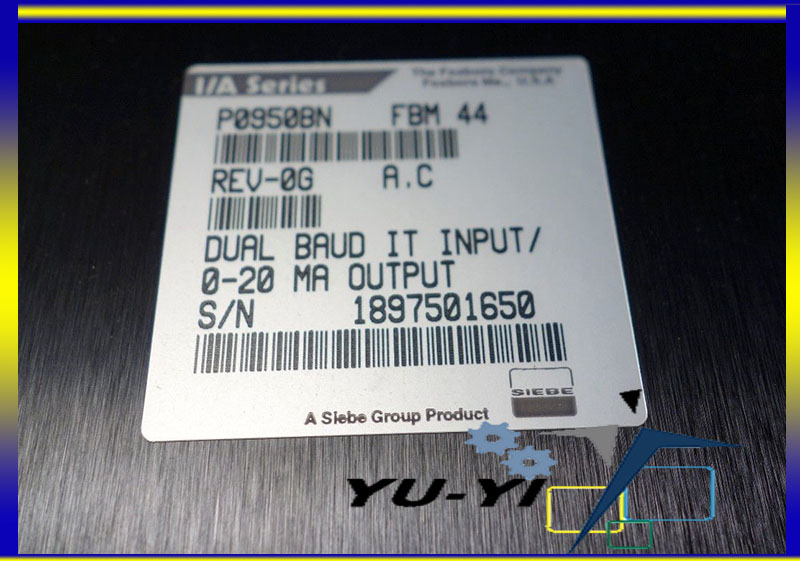 I/A Series
The Foxboro Company
Foxboro Ma., U.S.A
P0950BN FBM 44
REV-0G A.C
DUAL BAUD IT INPUT/
0-20 MA OUTPUT
S/N 1897501650
SIEBE
A Siebe Group Product
YU-YI